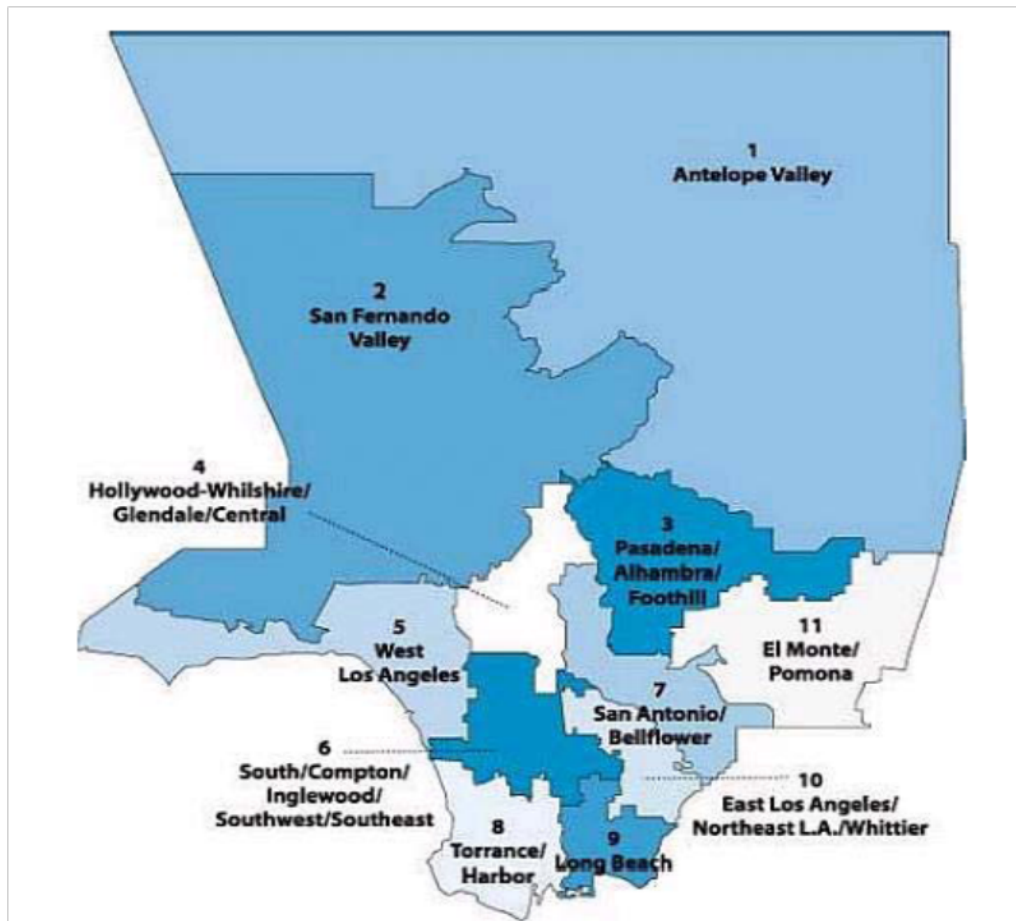 1
Antelope Valley
2
San Fernando
Valley
4
Hollywood-Whilshire/
Glendale/Central
3
Pasadena/
Alhambra/
Foothill
5
West
Los Angeles
11
El Monte/
Pomona
7
San Antonio/
Bellflower
6
South/Compton/
Inglewood/
Southwest/Southeast
10
East Los Angeles/
Northeast L.A./Whittier
8
Torrance/
Harbor
9
Long Beach